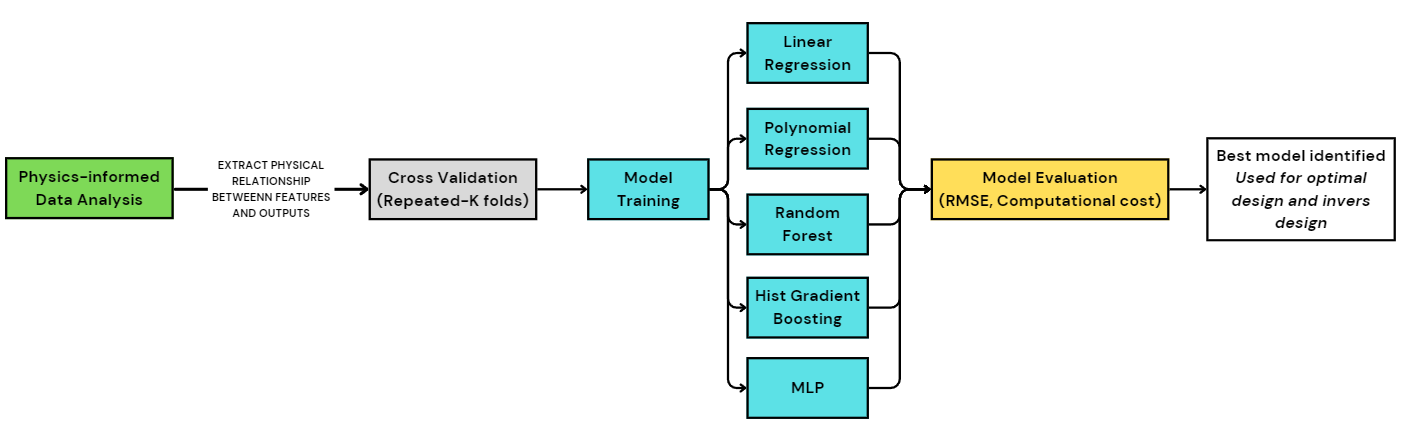 Physics-informed
Data Analysis
EXTRACT PHYSICAL
RELATIONSHIP
BETWEENN FEATURES
AND OUTPUTS
Cross Validation
(Repeated-K folds)
Model
Training
Linear
Regression
Polynomial
Regression
Random
Forest
Hist Gradient
Boosting
MLP
Model Evaluation
(RMSE, Computational cost)
Best model identified
Used for optimal
design and invers
design